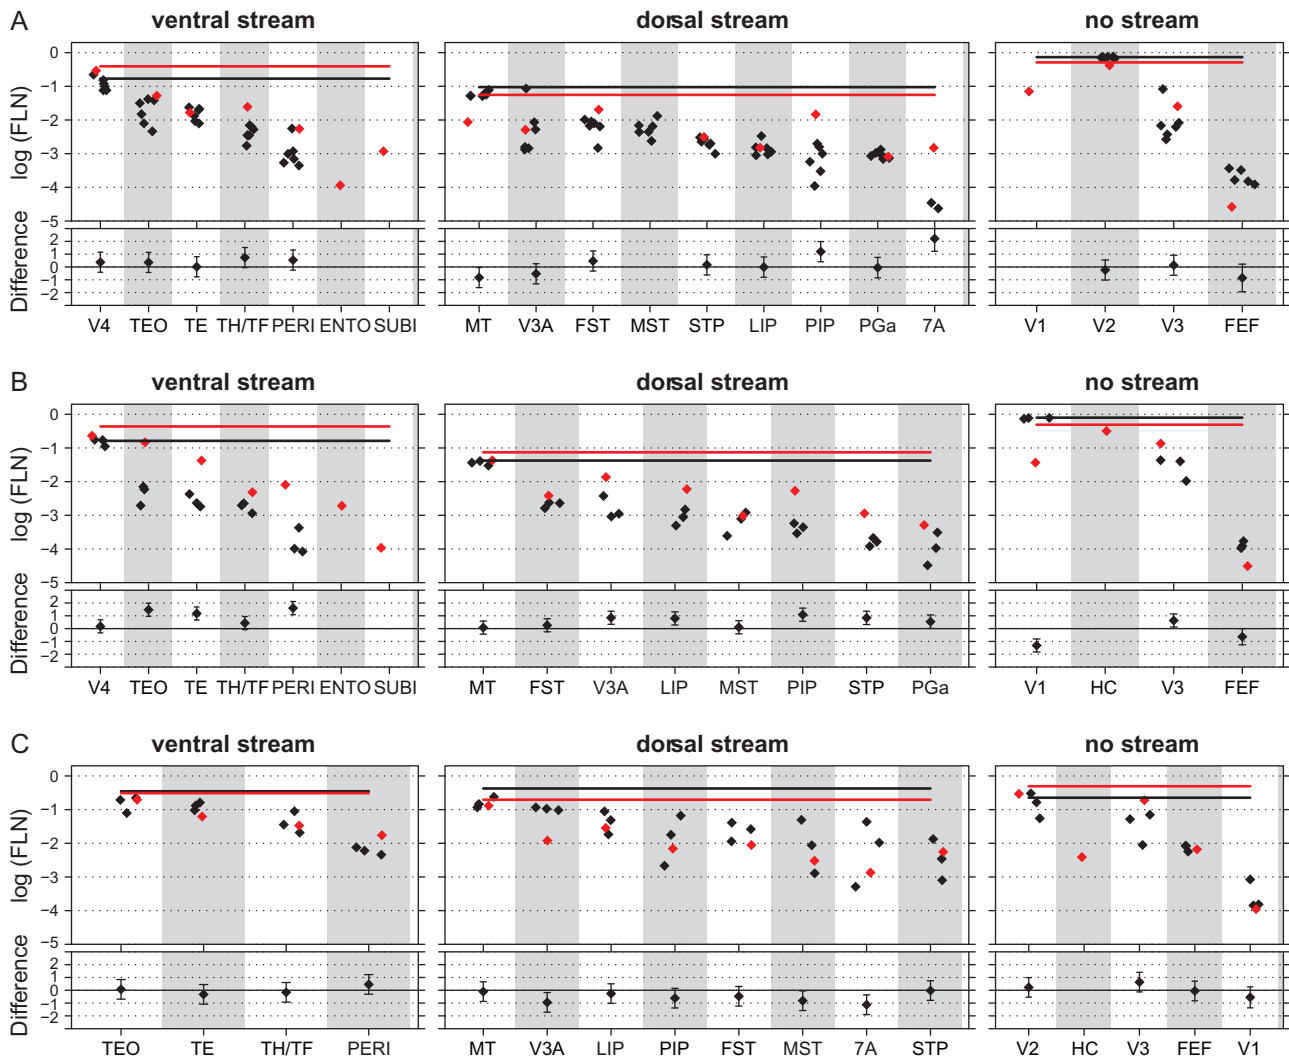 A
ventral stream
dorsal stream
no stream
log (FLN)
0
−1
−2
−3
−4
−5
Difference
2
1
0
−1
−2
V4 TEO TE TH/TF PERI ENTO SUBI
MT V3A FST MST STP LIP PIP PGa 7A
V1 V2 V3 FEF
B
ventral stream
dorsal stream
no stream
log (FLN)
0
−1
−2
−3
−4
−5
Difference
2
1
0
−1
−2
V4 TEO TE TH/TF PERI ENTO SUBI
MT FST V3A LIP MST PIP STP PGa
V1 HC V3 FEF
C
ventral stream
dorsal stream
no stream
log (FLN)
0
−1
−2
−3
−4
−5
Difference
2
1
0
−1
−2
TEO TE TH/TF PERI
MT V3A LIP PIP FST MST 7A STP
V2 HC V3 FEF V1